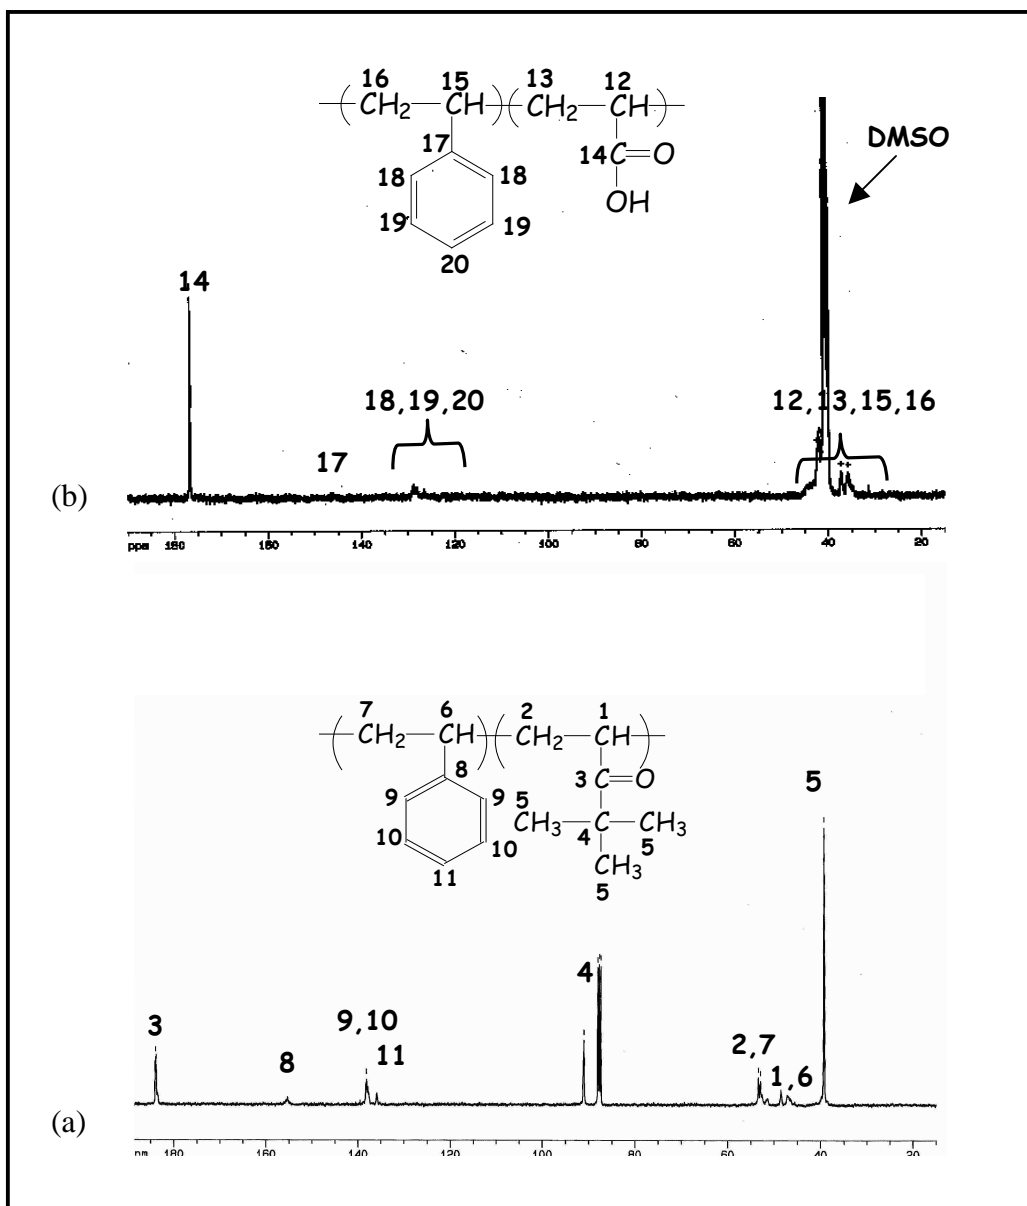 16 15 13 12
CH2 CH CH2 CH
17 14 C=O
18 18 OH
19 19
20
DMSO
14
18,19,20
12,13,15,16
17
(b)
ppm 180 160 140 120 100 80 60 40 20
7 6 2 1
CH2 CH CH2 CH
8 3 C=O
9 9 5 CH3 C CH3
10 10 4 5
11 CH3
5
5
4
3
9,10
8 11
2,7
1,6
(a)
180 160 140 120 100 80 60 40 20